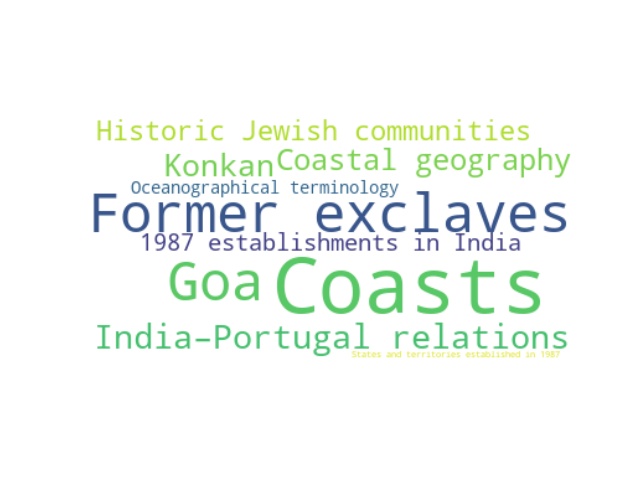 Historic Jewish communities
Konkan
Coastal geography
Oceanographical terminology
Former exclaves
1987 establishments in India
Goa
Coasts
India–Portugal relations
States and territories established in 1987